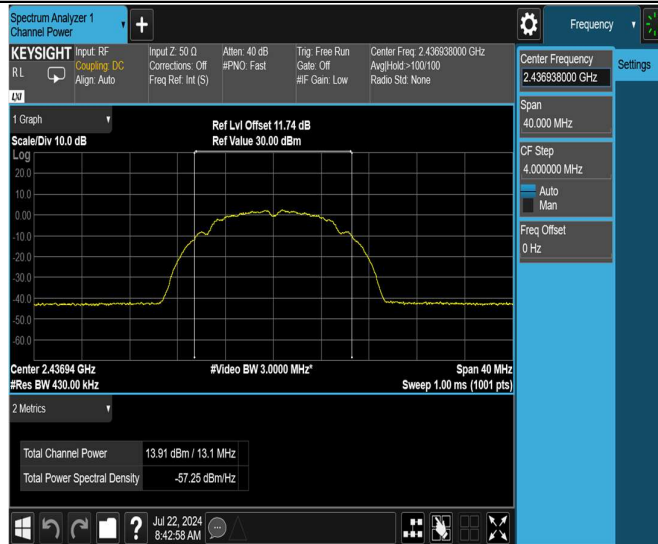 Spectrum Analyzer 1
Channel Power
Frequency
KEYSIGHT
R L
LXI
Input: RF
Coupling: DC
Align: Auto
Input Z: 50 Ω
Corrections: Off
Freq Ref: Int (S)
Atten: 40 dB
#PNO: Fast
Trig: Free Run
Gate: Off
#IF Gain: Low
Center Freq: 2.436938000 GHz
Avg|Hold:>100/100
Radio Std: None
Center Frequency
2.436938000 GHz
Settings
Span
40.000 MHz
CF Step
4.000000 MHz
Auto
Man
Freq Offset
0 Hz
1 Graph
Scale/Div 10.0 dB
Ref Lvl Offset 11.74 dB
Ref Value 30.00 dBm
Log
20.0
10.0
0.00
-10.0
-20.0
-30.0
-40.0
-50.0
-60.0
Center 2.43694 GHz
#Video BW 3.0000 MHz*
Span 40 MHz
#Res BW 430.00 kHz
Sweep 1.00 ms (1001 pts)
2 Metrics
Total Channel Power 13.91 dBm / 13.1 MHz
Total Power Spectral Density -57.25 dBm/Hz
?
Jul 22, 2024
8:42:58 AM